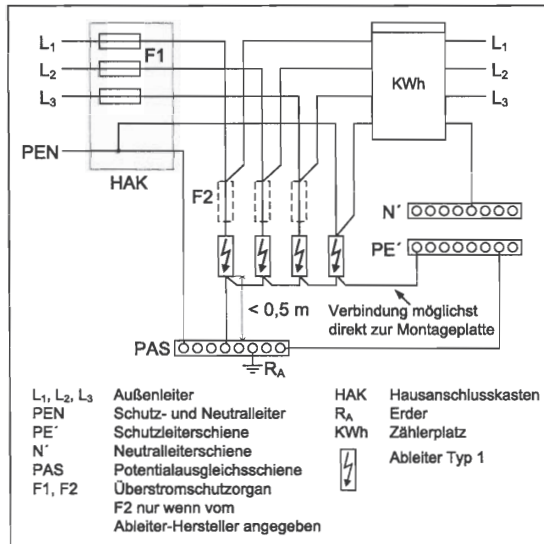 L₁ F1 L₁
L₂ L₂
L₃ KWh L₃
PEN
HAK
F2
N´
PE´
< 0,5 m
Verbindung möglichst
direkt zur Montageplatte
PAS
R_A
L₁, L₂, L₃ Außenleiter
PEN Schutz- und Neutralleiter
PE´ Schutzleiterschiene
N´ Neutralleiterschiene
PAS Potentialausgleichsschiene
F1, F2 Überstromschutzorgan
F2 nur wenn vom
Ableiter-Hersteller angegeben
HAK Hausanschlusskasten
R_A Erder
KWh Zählerplatz
Ableiter Typ 1